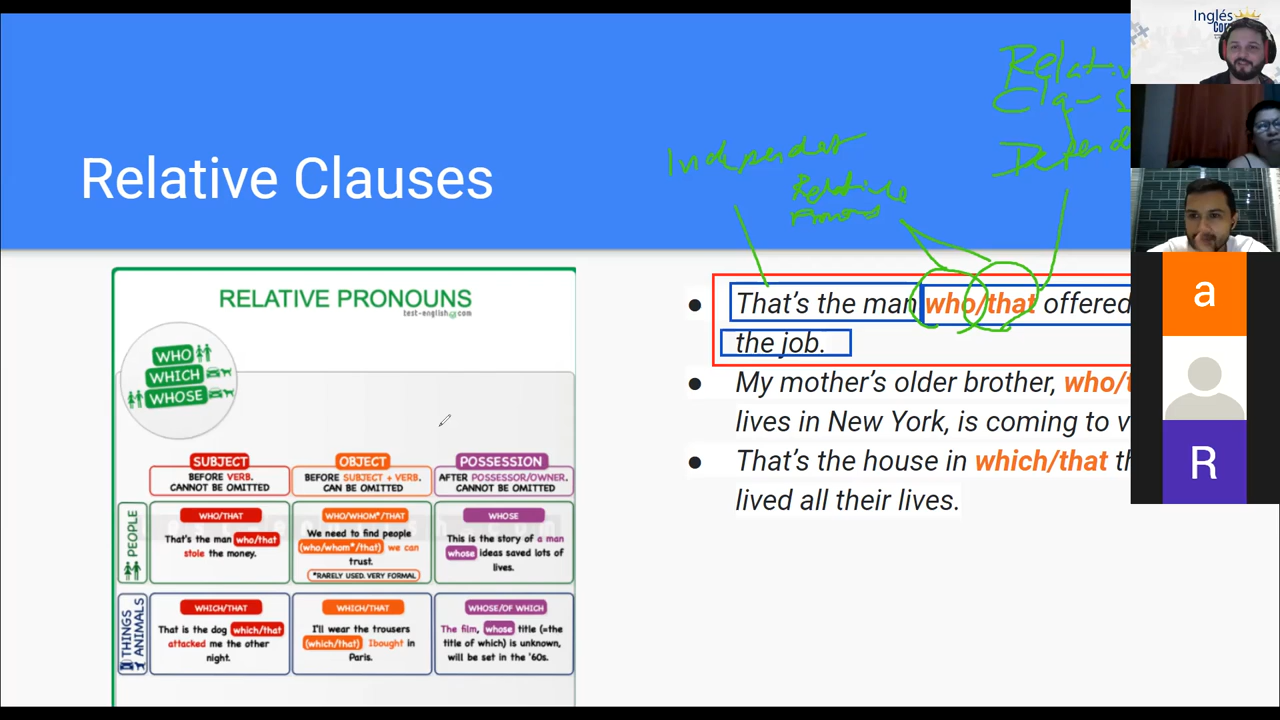 Inglés
Relative Clauses
Independent
Relative
RELATIVE PRONOUNS
test-english.com
WHO
WHICH
WHOSE
SUBJECT
BEFORE VERB.
CANNOT BE OMITTED
OBJECT
BEFORE SUBJECT + VERB.
CAN BE OMITTED
POSSESSION
AFTER POSSESSOR/OWNER.
CANNOT BE OMITTED
PEOPLE
WHO/THAT
That's the man who/that
stole the money.
WHO/WHOM*/THAT
We need to find people
(who/whom*/that) we can
trust.
*RARELY USED. VERY FORMAL
WHOSE
This is the story of a man
whose ideas saved lots of
lives.
THINGS
ANIMALS
WHICH/THAT
That is the dog which/that
attacked me the other
night.
WHICH/THAT
I'll wear the trousers
(which/that) I bought in
Paris.
WHOSE/OF WHICH
The film, whose title (=the
title of which) is unknown,
will be set in the '60s.
• That's the man who/that offered
the job.
• My mother's older brother, who/t
lives in New York, is coming to v
• That's the house in which/that th
lived all their lives.
a
R